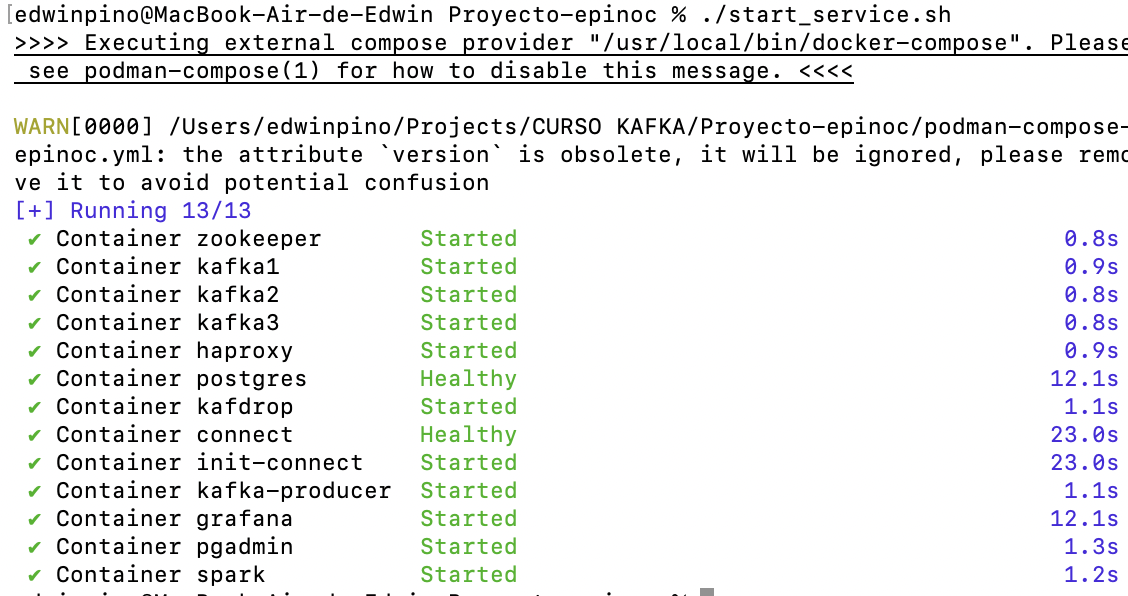 [edwinpino@MacBook-Air-de-Edwin Proyecto-epinoc % ./start_service.sh
>>>> Executing external compose provider "/usr/local/bin/docker-compose". Please
 see podman-compose(1) for how to disable this message. <<<<
WARN[0000] /Users/edwinpino/Projects/CURSO KAFKA/Proyecto-epinoc/podman-compose-
epinoc.yml: the attribute `version` is obsolete, it will be ignored, please remo
ve it to avoid potential confusion
[+] Running 13/13
✔ Container zookeeper Started 0.8s
✔ Container kafka1 Started 0.9s
✔ Container kafka2 Started 0.8s
✔ Container kafka3 Started 0.8s
✔ Container haproxy Started 0.9s
✔ Container postgres Healthy 12.1s
✔ Container kafdrop Started 1.1s
✔ Container connect Healthy 23.0s
✔ Container init-connect Started 23.0s
✔ Container kafka-producer Started 1.1s
✔ Container grafana Started 12.1s
✔ Container pgadmin Started 1.3s
✔ Container spark Started 1.2s